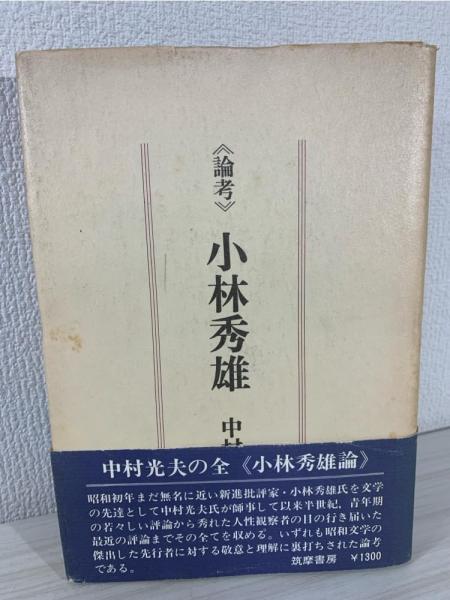 《論考》
小林秀雄
中村
中村光夫の全《小林秀雄論》
昭和初年まだ無名に近い新進批評家・小林秀雄氏を文学
の先達として中村光夫氏が師事して以来半世紀、青年期
の若々しい評論から秀れた人性観察者の目の行き届いた
最近の評論までその全てを収める。いずれも昭和文学の
傑出した先行者に対する敬意と理解に裏打ちされた論考
である。
筑摩書房 ¥1300